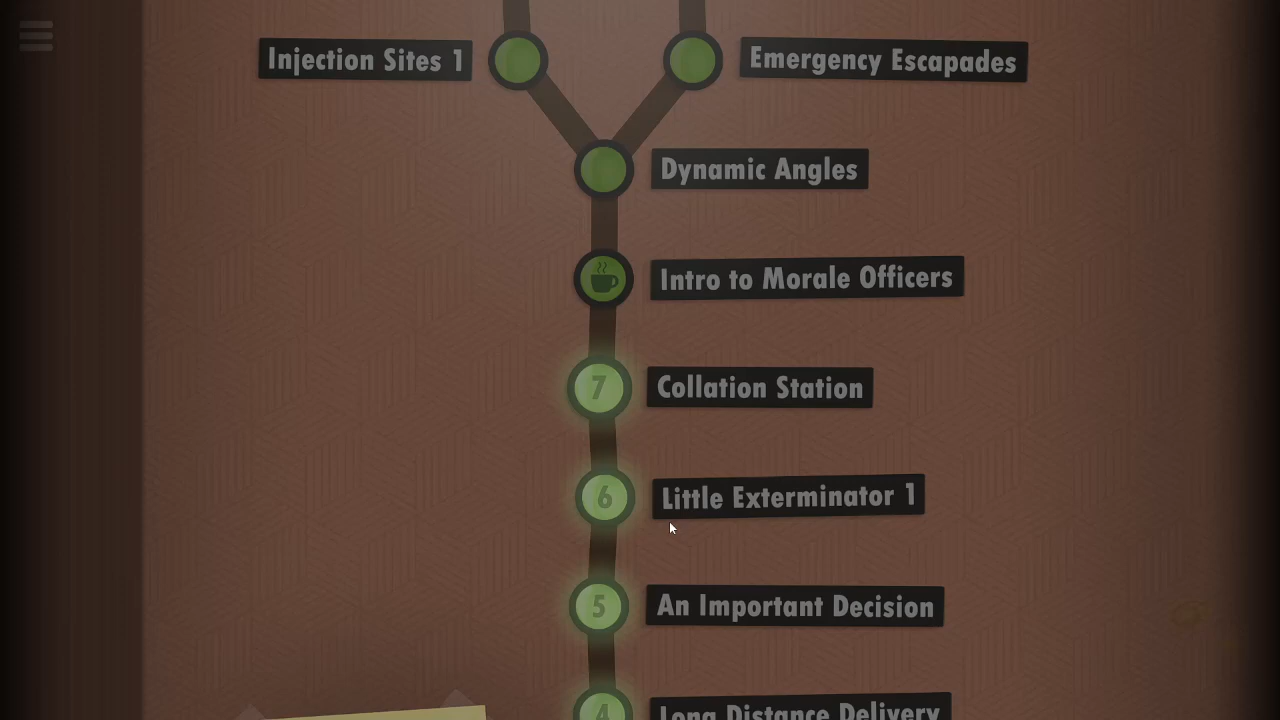 Injection Sites 1
Emergency Escapades
Dynamic Angles
Intro to Morale Officers
7
Collation Station
6
Little Exterminator 1
5
An Important Decision
4
Long Distance Delivery